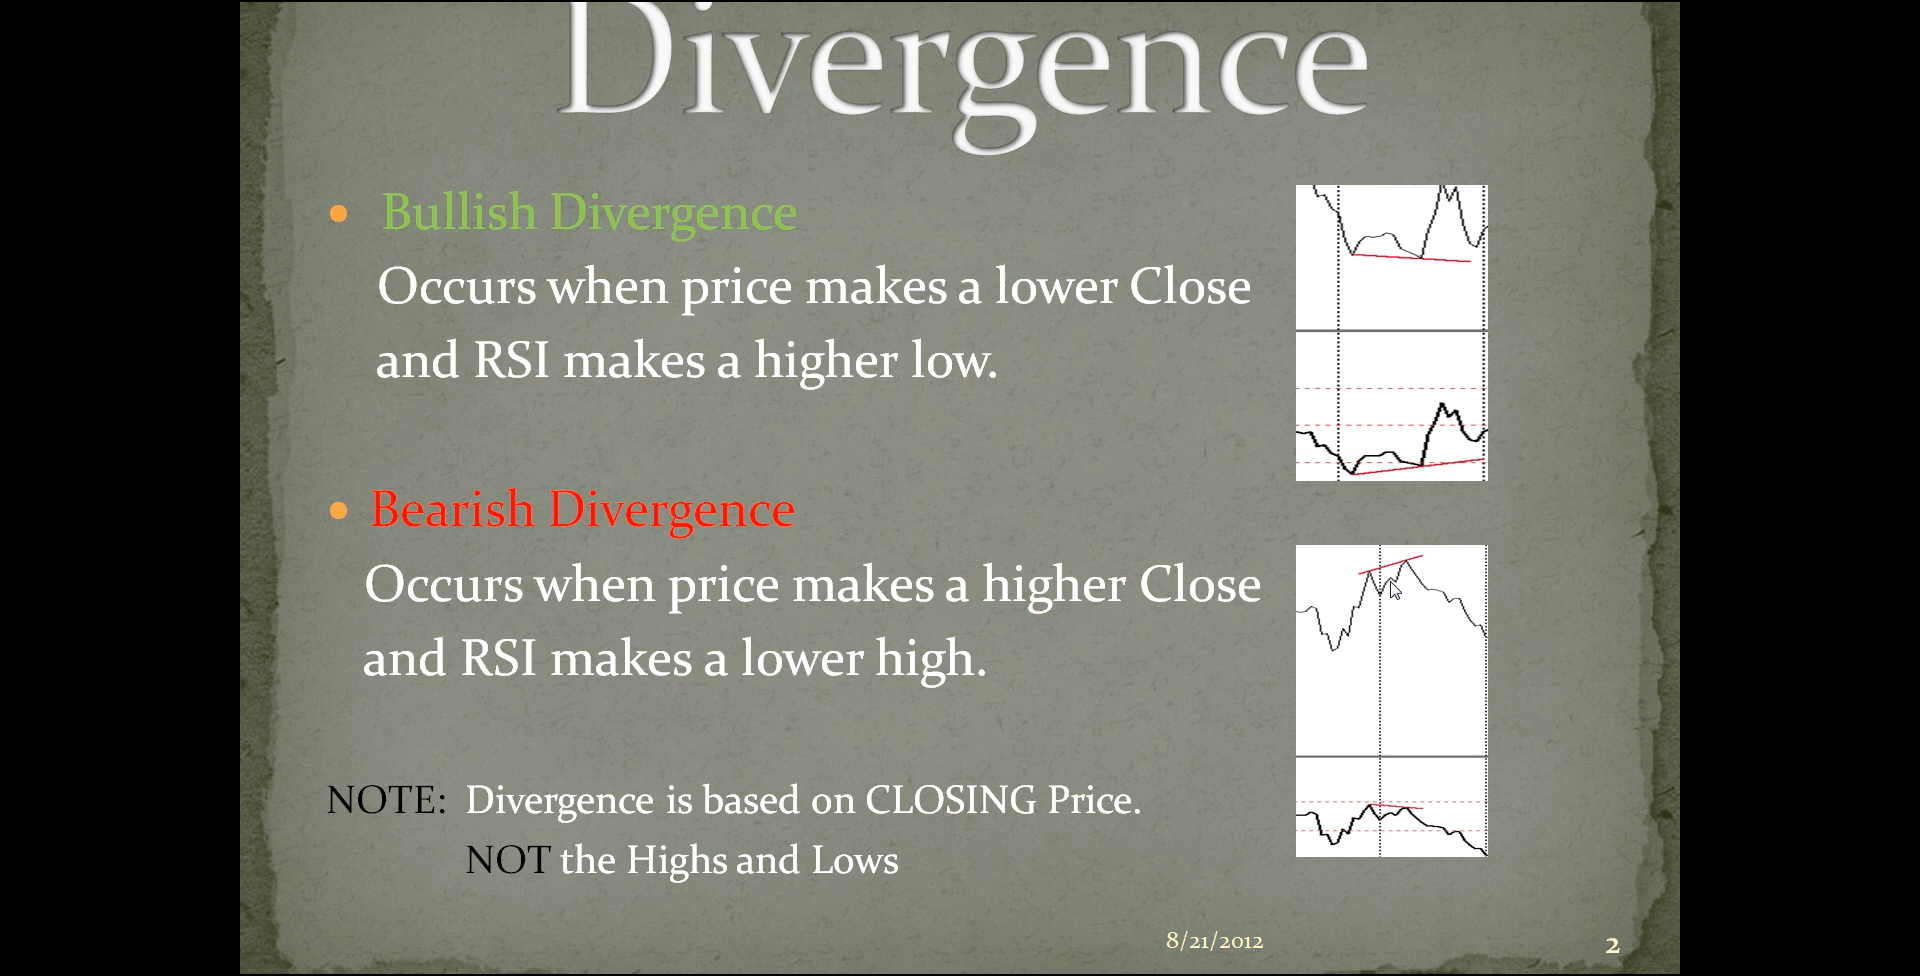 Divergence
Bullish Divergence
Occurs when price makes a lower Close
and RSI makes a higher low.
Bearish Divergence
Occurs when price makes a higher Close
and RSI makes a lower high.
NOTE: Divergence is based on CLOSING Price.
NOT the Highs and Lows
8/21/2012
2